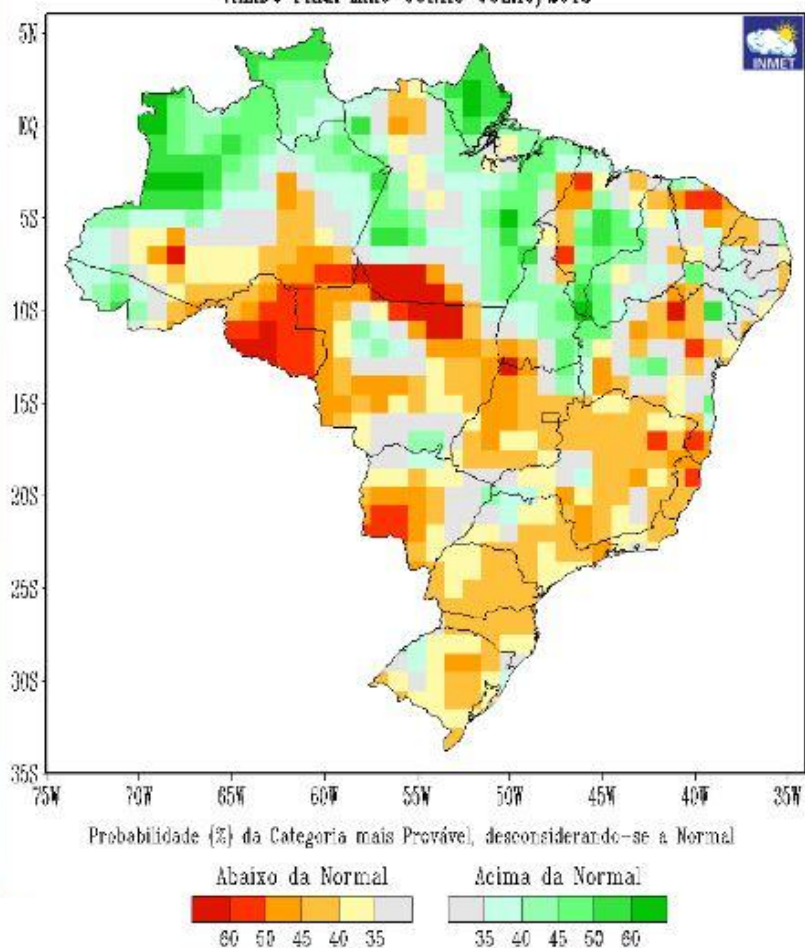 INMET
5N
EQ
5S
10S
15S
20S
25S
30S
35S
75W 70W 65W 60W 55W 50W 45W 40W 35W
Probabilidade (%) da Categoria mais Provável, desconsiderando-se a Normal
Abaixo da Normal Acima da Normal
60 50 45 40 35 35 40 45 50 60